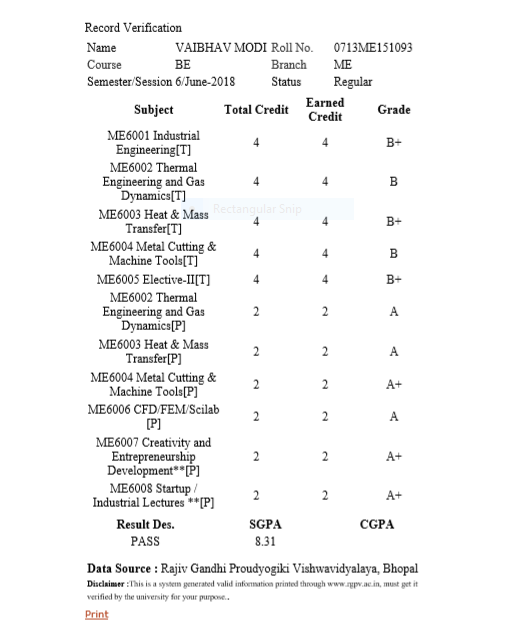 Record Verification
Name VAIBHAV MODI Roll No. 0713ME151093
Course BE Branch ME
Semester/Session 6/June-2018 Status Regular
Subject Total Credit Earned Credit Grade
ME6001 Industrial
Engineering[T] 4 4 B+
ME6002 Thermal
Engineering and Gas 4 4 B
Dynamics[T]
Rectangular Snip
ME6003 Heat & Mass
Transfer[T] 4 4 B+
ME6004 Metal Cutting &
Machine Tools[T] 4 4 B
ME6005 Elective-II[T] 4 4 B+
ME6002 Thermal
Engineering and Gas 2 2 A
Dynamics[P]
ME6003 Heat & Mass
Transfer[P] 2 2 A
ME6004 Metal Cutting &
Machine Tools[P] 2 2 A+
ME6006 CFD/FEM/Scilab
[P] 2 2 A
ME6007 Creativity and
Entrepreneurship 2 2 A+
Development**[P]
ME6008 Startup /
Industrial Lectures **[P] 2 2 A+
Result Des. SGPA CGPA
PASS 8.31
Data Source : Rajiv Gandhi Proudyogiki Vishwavidyalaya, Bhopal
Disclaimer :This is a system generated valid information printed through www.rgpv.ac.in, must get it
verified by the university for your purpose..
Print